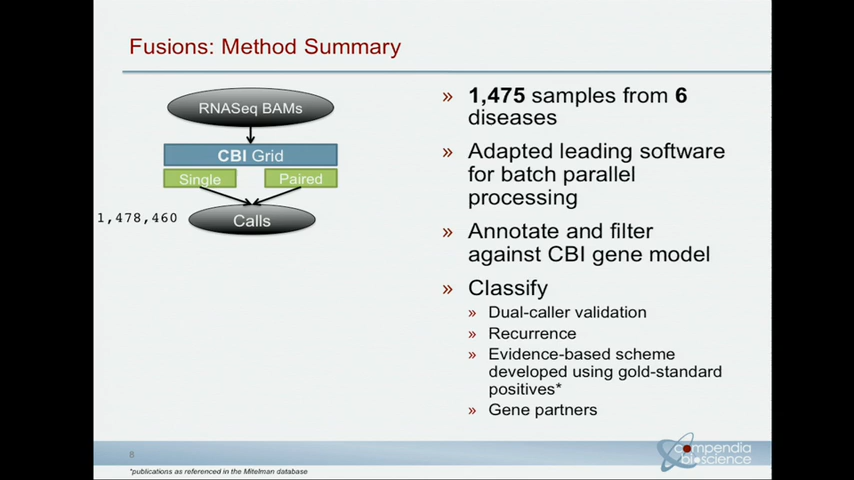 Fusions: Method Summary
RNASeq BAMs
CBI Grid
Single
Paired
1,478,460
Calls
» 1,475 samples from 6
diseases
» Adapted leading software
for batch parallel
processing
» Annotate and filter
against CBI gene model
» Classify
» Dual-caller validation
» Recurrence
» Evidence-based scheme
developed using gold-standard
positives*
» Gene partners
8
*publications as referenced in the Mitelman database
compendia
bioscience